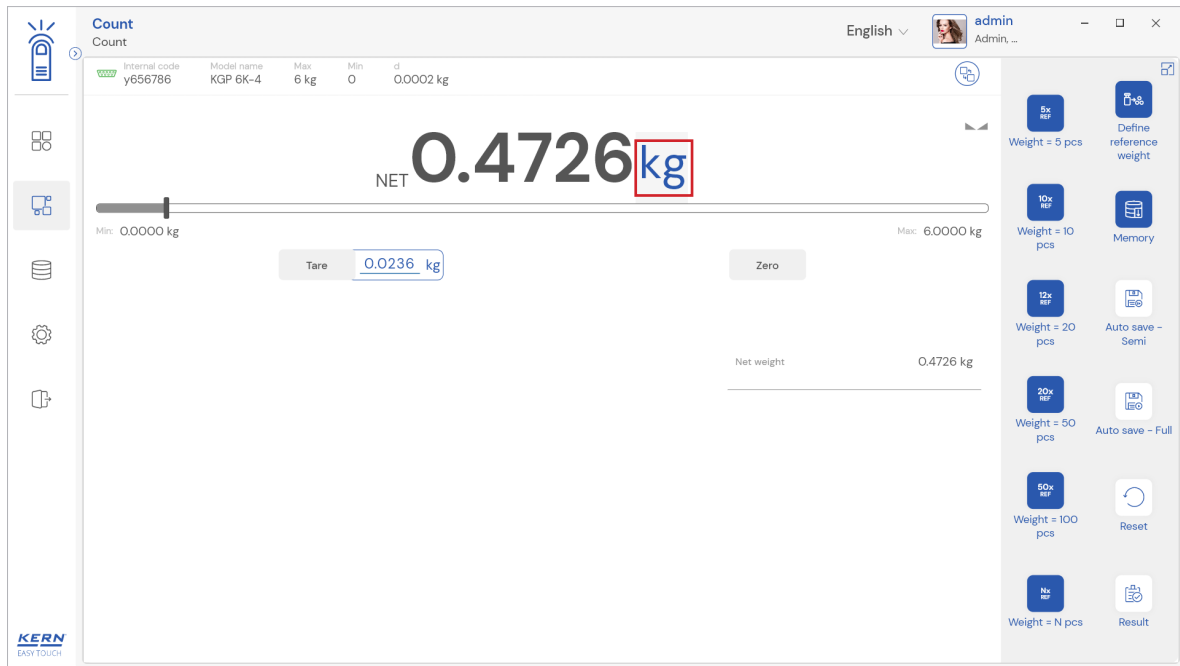 Count
Count
English
admin
Admin, ...
Internal code
y656786
Model name
KGP 6K-4
Max
6 kg
Min
0
d
0.0002 kg
NET 0.4726 kg
Min: 0.0000 kg
Max: 6.0000 kg
Tare 0.0236 kg
Zero
Net weight 0.4726 kg
5x
REF
Weight = 5 pcs
Define
reference
weight
10x
REF
Weight = 10
pcs
Memory
12x
REF
Weight = 20
pcs
Auto save -
Semi
20x
REF
Weight = 50
pcs
Auto save - Full
50x
REF
Weight = 100
pcs
Reset
Nx
REF
Weight = N pcs
Result
KERN
EASY TOUCH